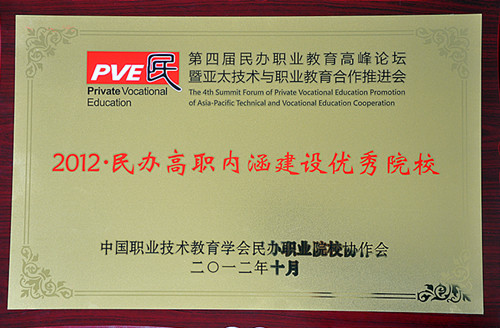 PVE民
Private Vocational
Education
第四届民办职业教育高峰论坛
暨亚太技术与职业教育合作推进会
The 4th Summit Forum of Private Vocational Education Promotion
of Asia-Pacific Technical and Vocational Education Cooperation
2012·民办高职内涵建设优秀院校
中国职业技术教育学会民办职业院校协作会
二〇一二年十月